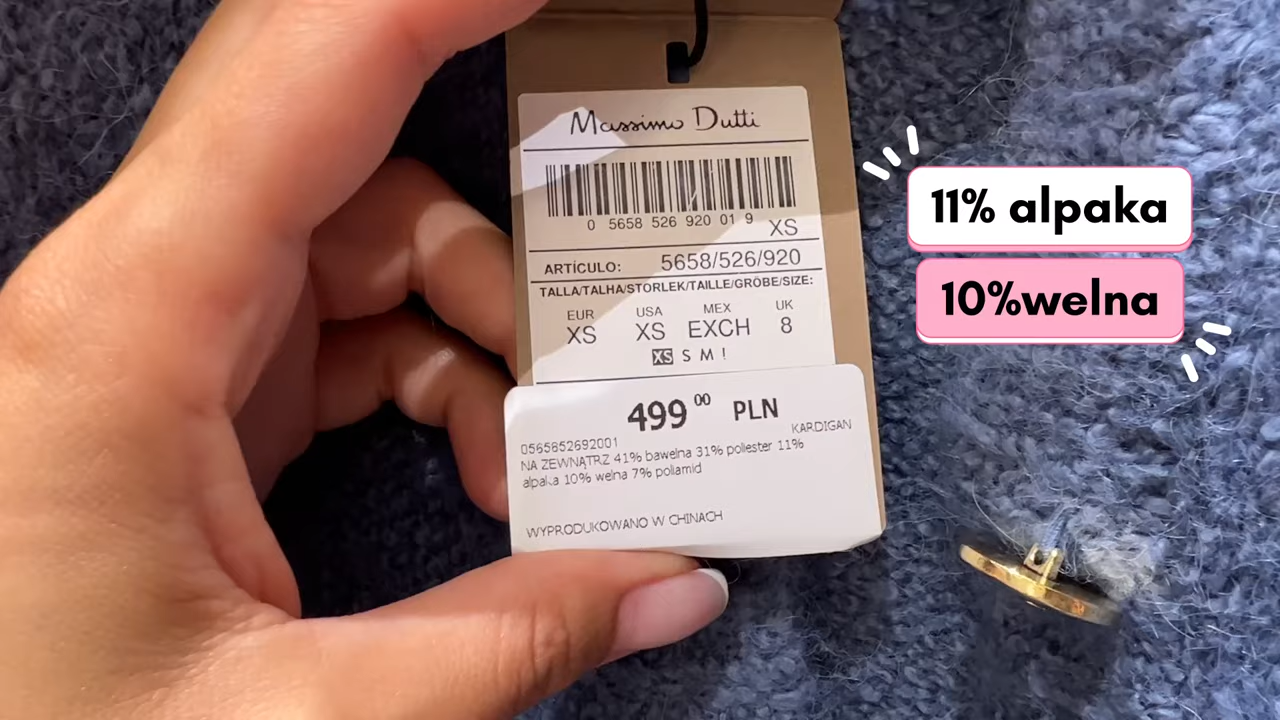 Massimo Dutti
0 5658 526 920 01 9
XS
ARTÍCULO: 5658/526/920
TALLA/TALHA/STORLEK/TAILLE/GRÖBE/SIZE:
EUR USA MEX UK
XS XS EXCH 8
XS S M !
499 00 PLN
0565852692001 KARDIGAN
NA ZEWNĄTRZ 41% bawełna 31% poliester 11%
alpaka 10% wełna 7% poliamid
WYPRODUKOWANO W CHINACH
11% alpaka
10%wełna